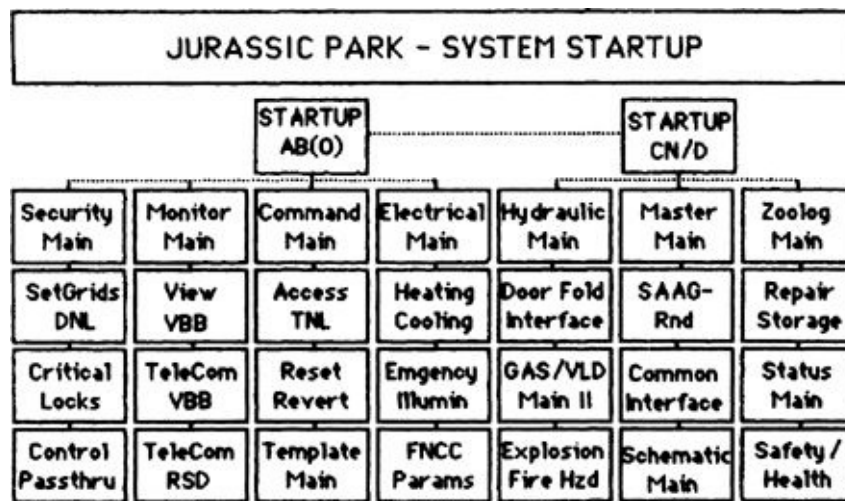 JURASSIC PARK - SYSTEM STARTUP
STARTUP
AB(0)
STARTUP
CN/D
Security
Main
Monitor
Main
Command
Main
Electrical
Main
Hydraulic
Main
Master
Main
Zoolog
Main
SetGrids
DNL
View
VBB
Access
TNL
Heating
Cooling
Door Fold
Interface
SAAG-
Rnd
Repair
Storage
Critical
Locks
TeleCom
VBB
Reset
Revert
Emgency
Illumin
GAS/VLD
Main II
Common
Interface
Status
Main
Control
Passthru
TeleCom
RSD
Template
Main
FNCC
Params
Explosion
Fire Hzd
Schematic
Main
Safety/
Health